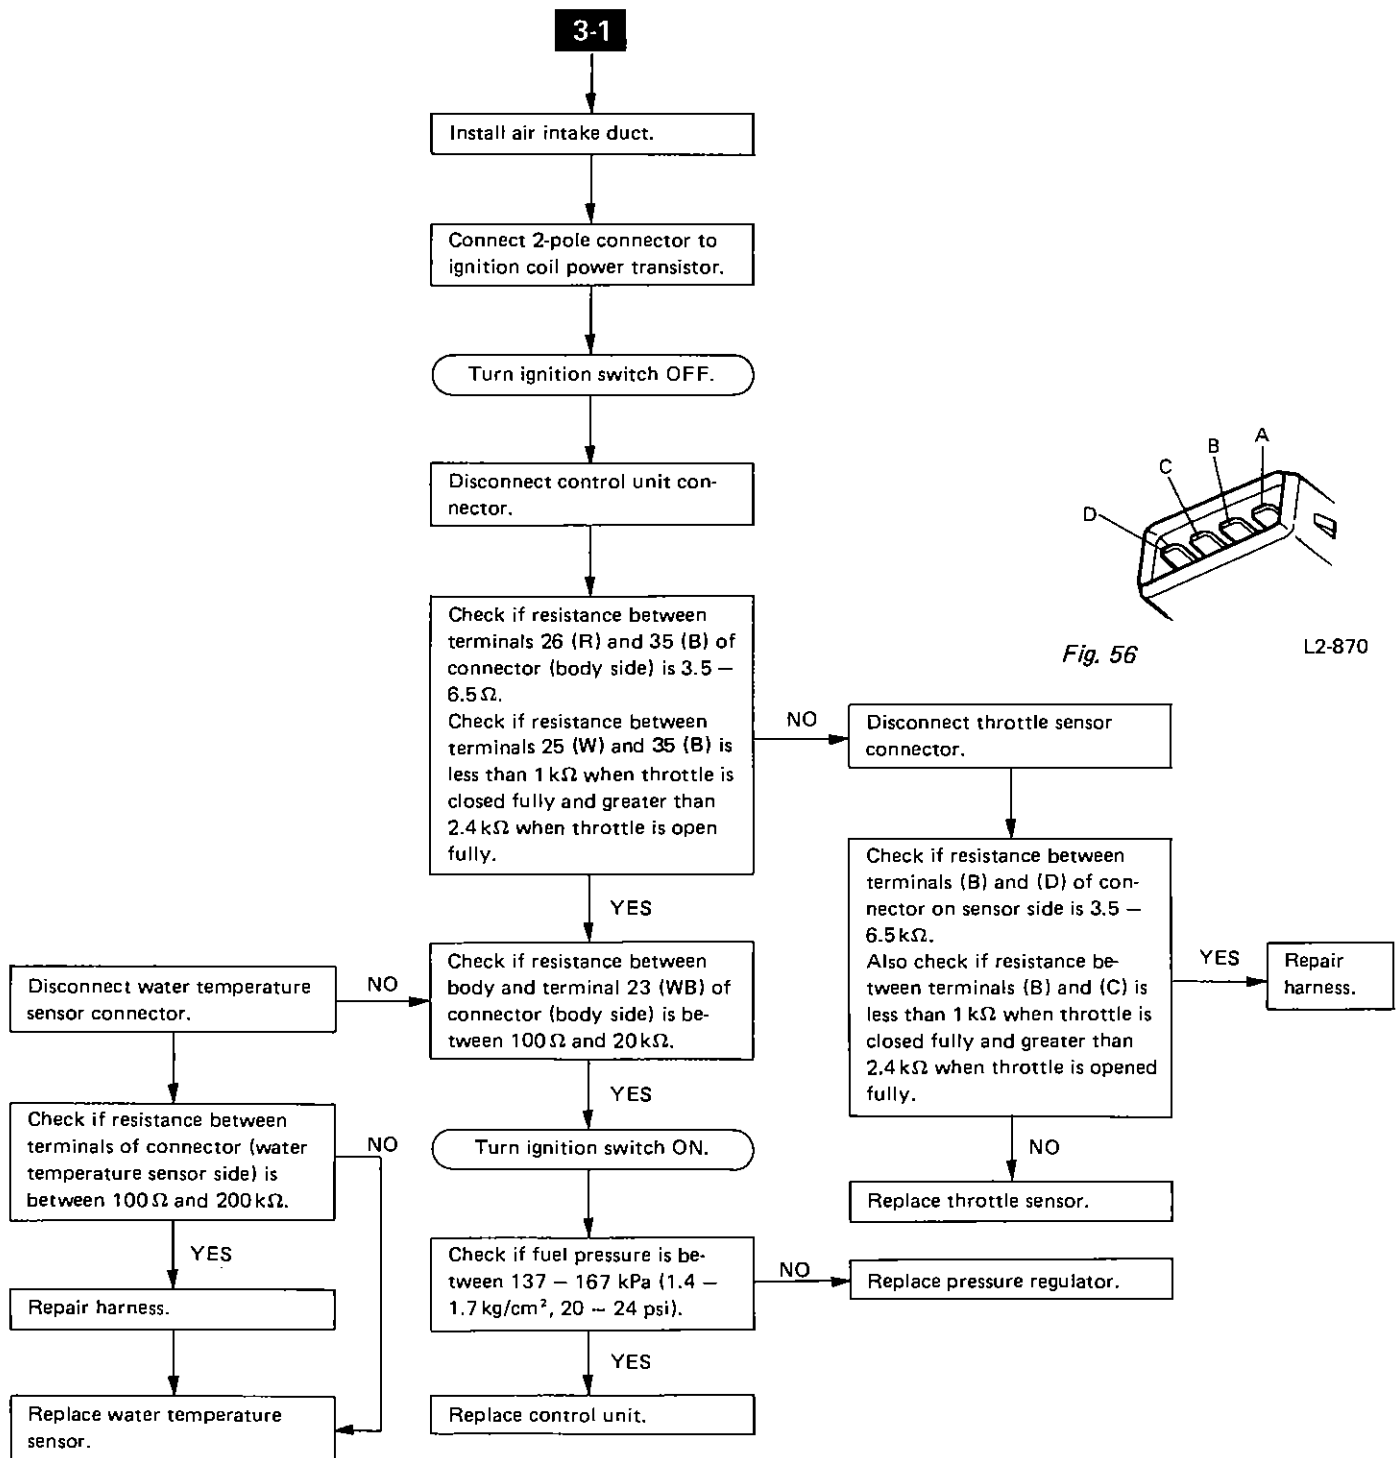 3-1
Install air intake duct.
Connect 2-pole connector to
ignition coil power transistor.
Turn ignition switch OFF.
Disconnect control unit con-
nector.
A
B
C
D
Fig. 56
L2-870
Check if resistance between
terminals 26 (R) and 35 (B) of
connector (body side) is 3.5 –
6.5 Ω.
Check if resistance between
terminals 25 (W) and 35 (B) is
less than 1 kΩ when throttle is
closed fully and greater than
2.4 kΩ when throttle is open
fully.
NO
Disconnect throttle sensor
connector.
Check if resistance between
terminals (B) and (D) of con-
nector on sensor side is 3.5 –
6.5 kΩ.
Also check if resistance be-
tween terminals (B) and (C) is
less than 1 kΩ when throttle is
closed fully and greater than
2.4 kΩ when throttle is opened
fully.
YES
Repair
harness.
NO
Replace throttle sensor.
YES
Check if resistance between
body and terminal 23 (WB) of
connector (body side) is be-
tween 100 Ω and 20 kΩ.
NO
Disconnect water temperature
sensor connector.
Check if resistance between
terminals of connector (water
temperature sensor side) is
between 100 Ω and 200 kΩ.
NO
YES
Repair harness.
Replace water temperature
sensor.
YES
Turn ignition switch ON.
Check if fuel pressure is be-
tween 137 – 167 kPa (1.4 –
1.7 kg/cm², 20 – 24 psi).
NO
Replace pressure regulator.
YES
Replace control unit.